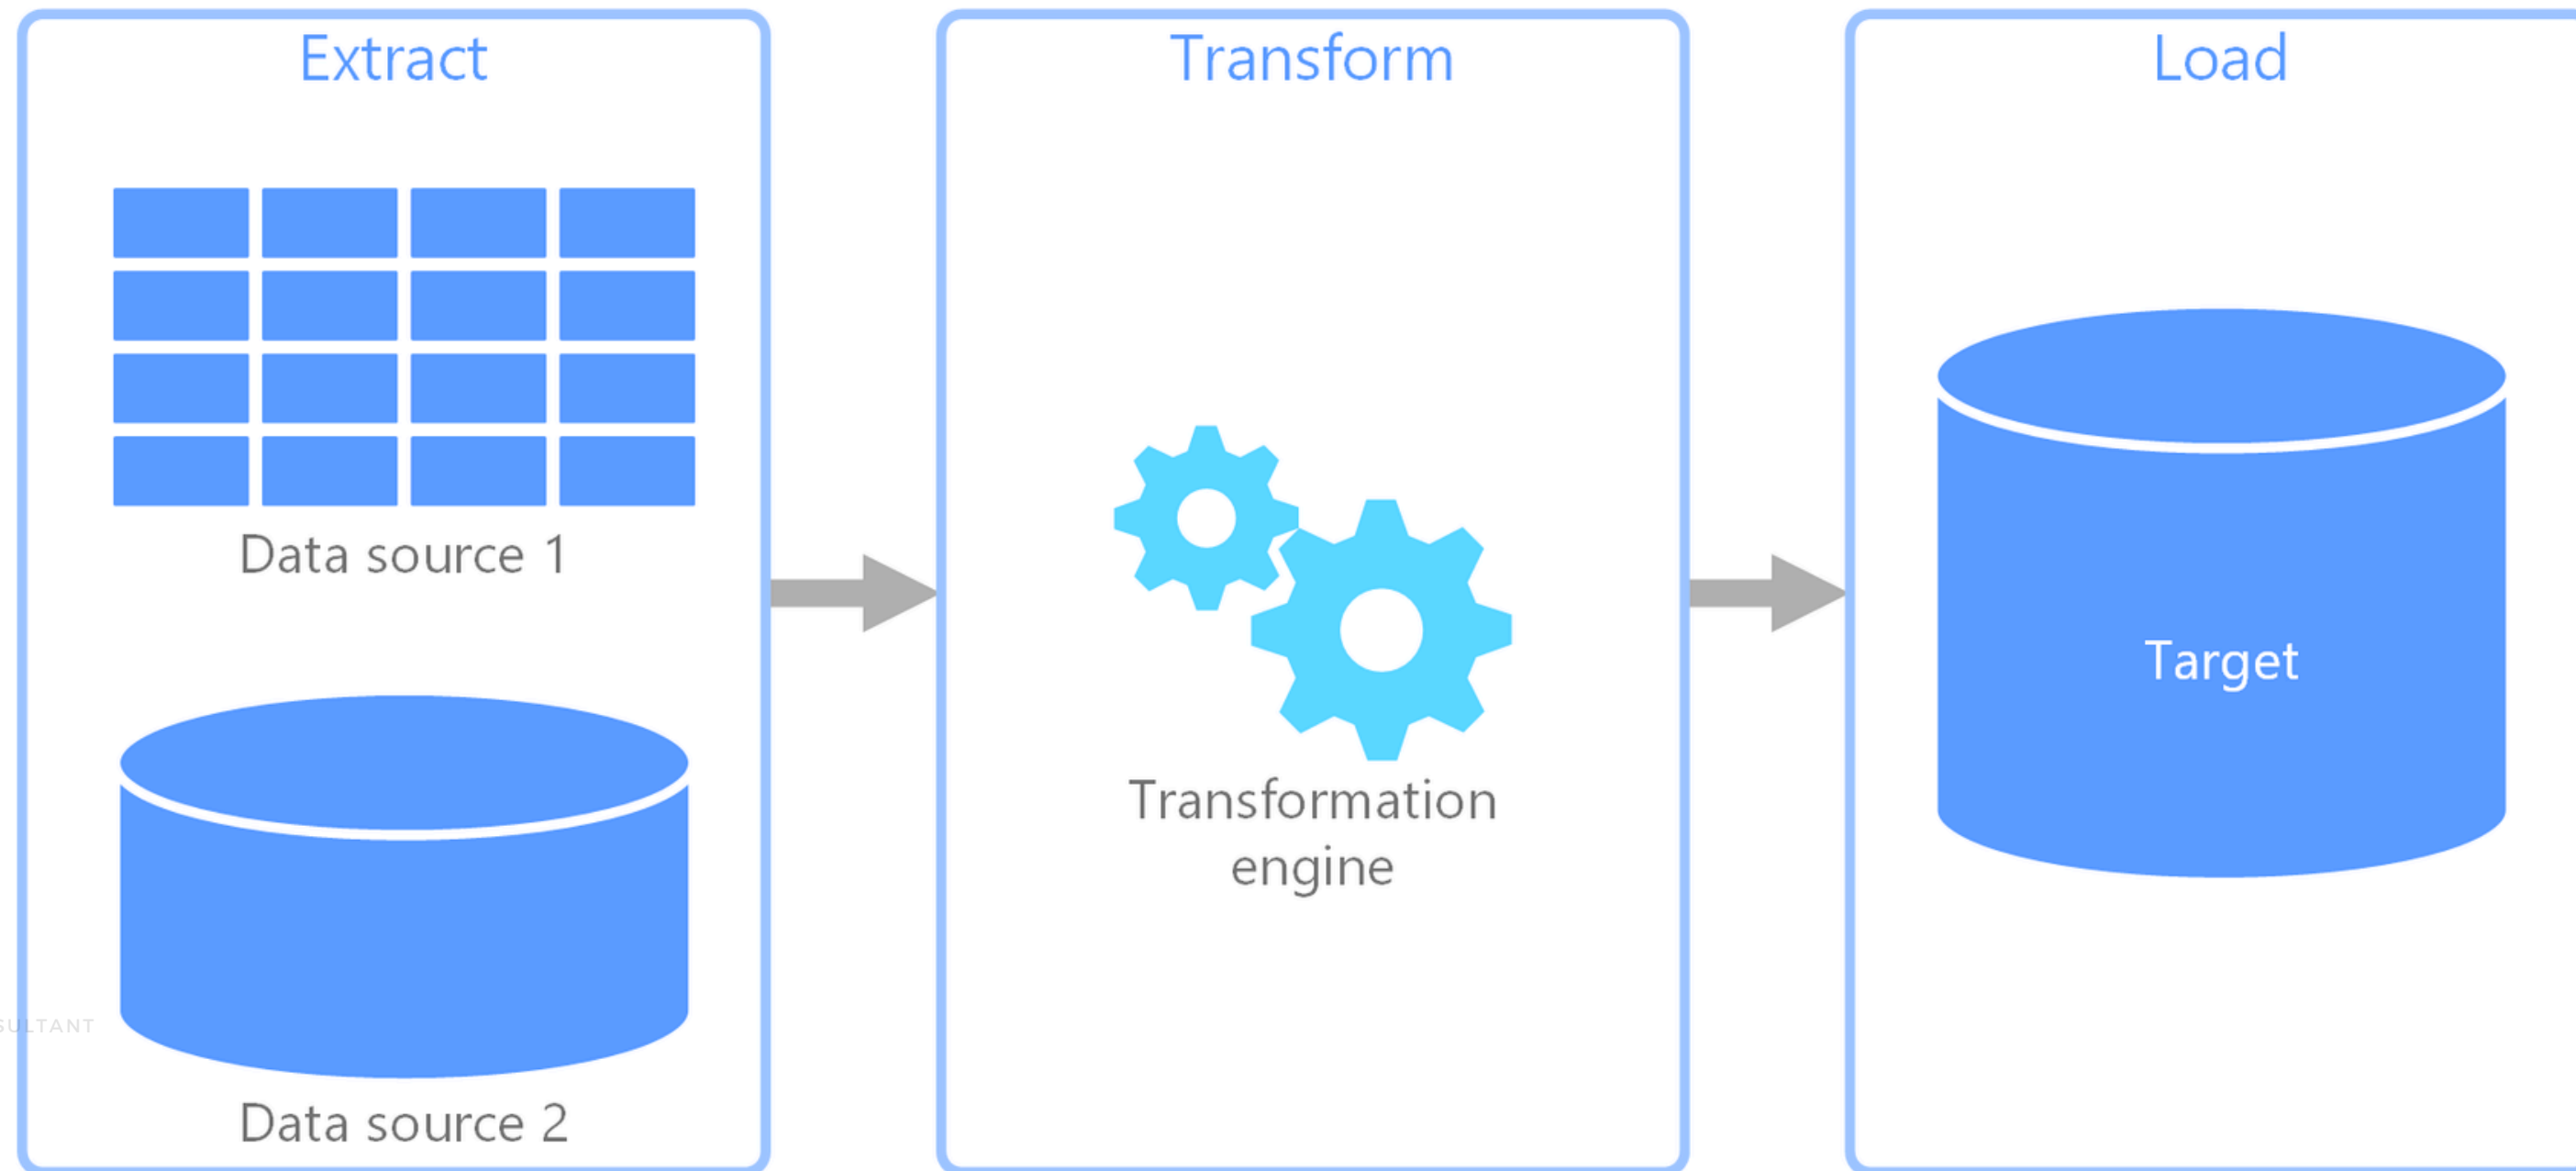 Extract
Data source 1
Data source 2
Transform
Transformation
engine
Load
Target